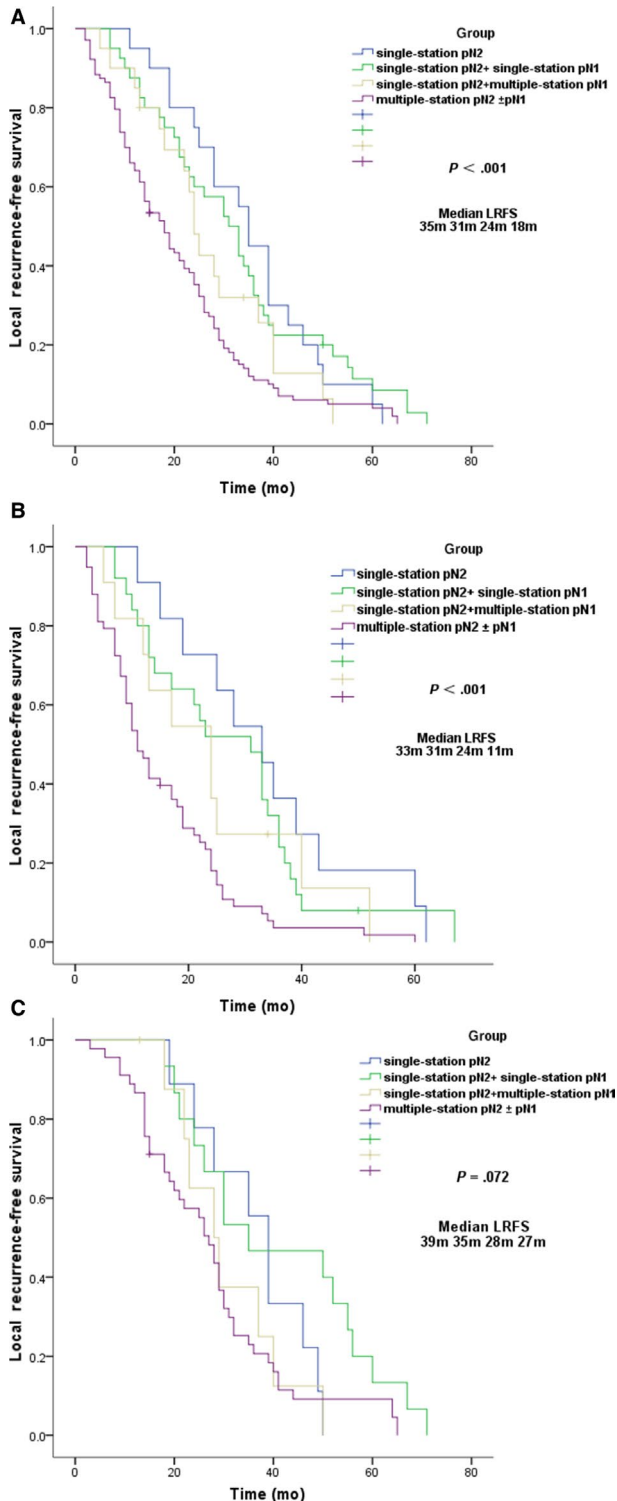 A
Local recurrence-free survival
1.0
0.8
0.6
0.4
0.2
0.0
Group
single-station pN2
single-station pN2+ single-station pN1
single-station pN2+multiple-station pN1
multiple-station pN2 ±pN1
P < .001
Median LRFS
35m 31m 24m 18m
0 20 40 60 80
Time (mo)
B
Local recurrence-free survival
1.0
0.8
0.6
0.4
0.2
0.0
Group
single-station pN2
single-station pN2+ single-station pN1
single-station pN2+multiple-station pN1
multiple-station pN2 ± pN1
P < .001
Median LRFS
33m 31m 24m 11m
0 20 40 60
Time (mo)
C
Local recurrence-free survival
1.0
0.8
0.6
0.4
0.2
0.0
Group
single-station pN2
single-station pN2+ single-station pN1
single-station pN2+multiple-station pN1
multiple-station pN2 ± pN1
P = .072
Median LRFS
39m 35m 28m 27m
0 20 40 60 80
Time (mo)